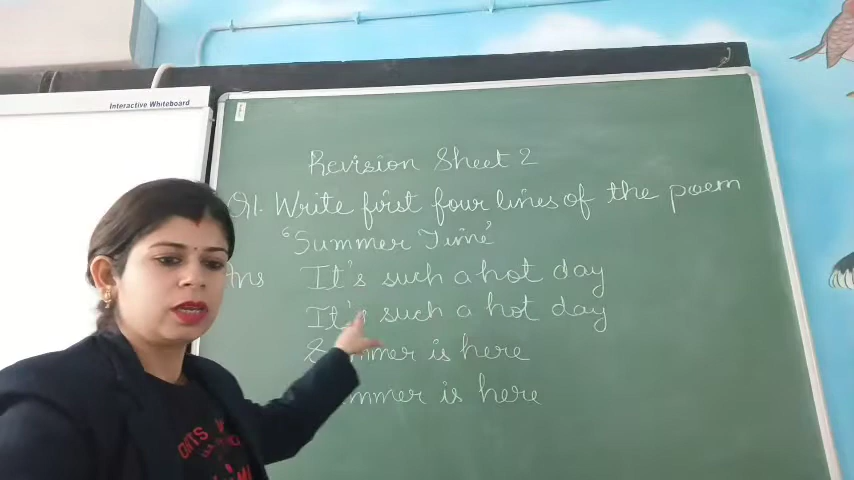 Interactive Whiteboard
Revision Sheet 2
Q1. Write first four lines of the poem
'Summer Time'
Ans It's such a hot day
It's such a hot day
Summer is here
Summer is here